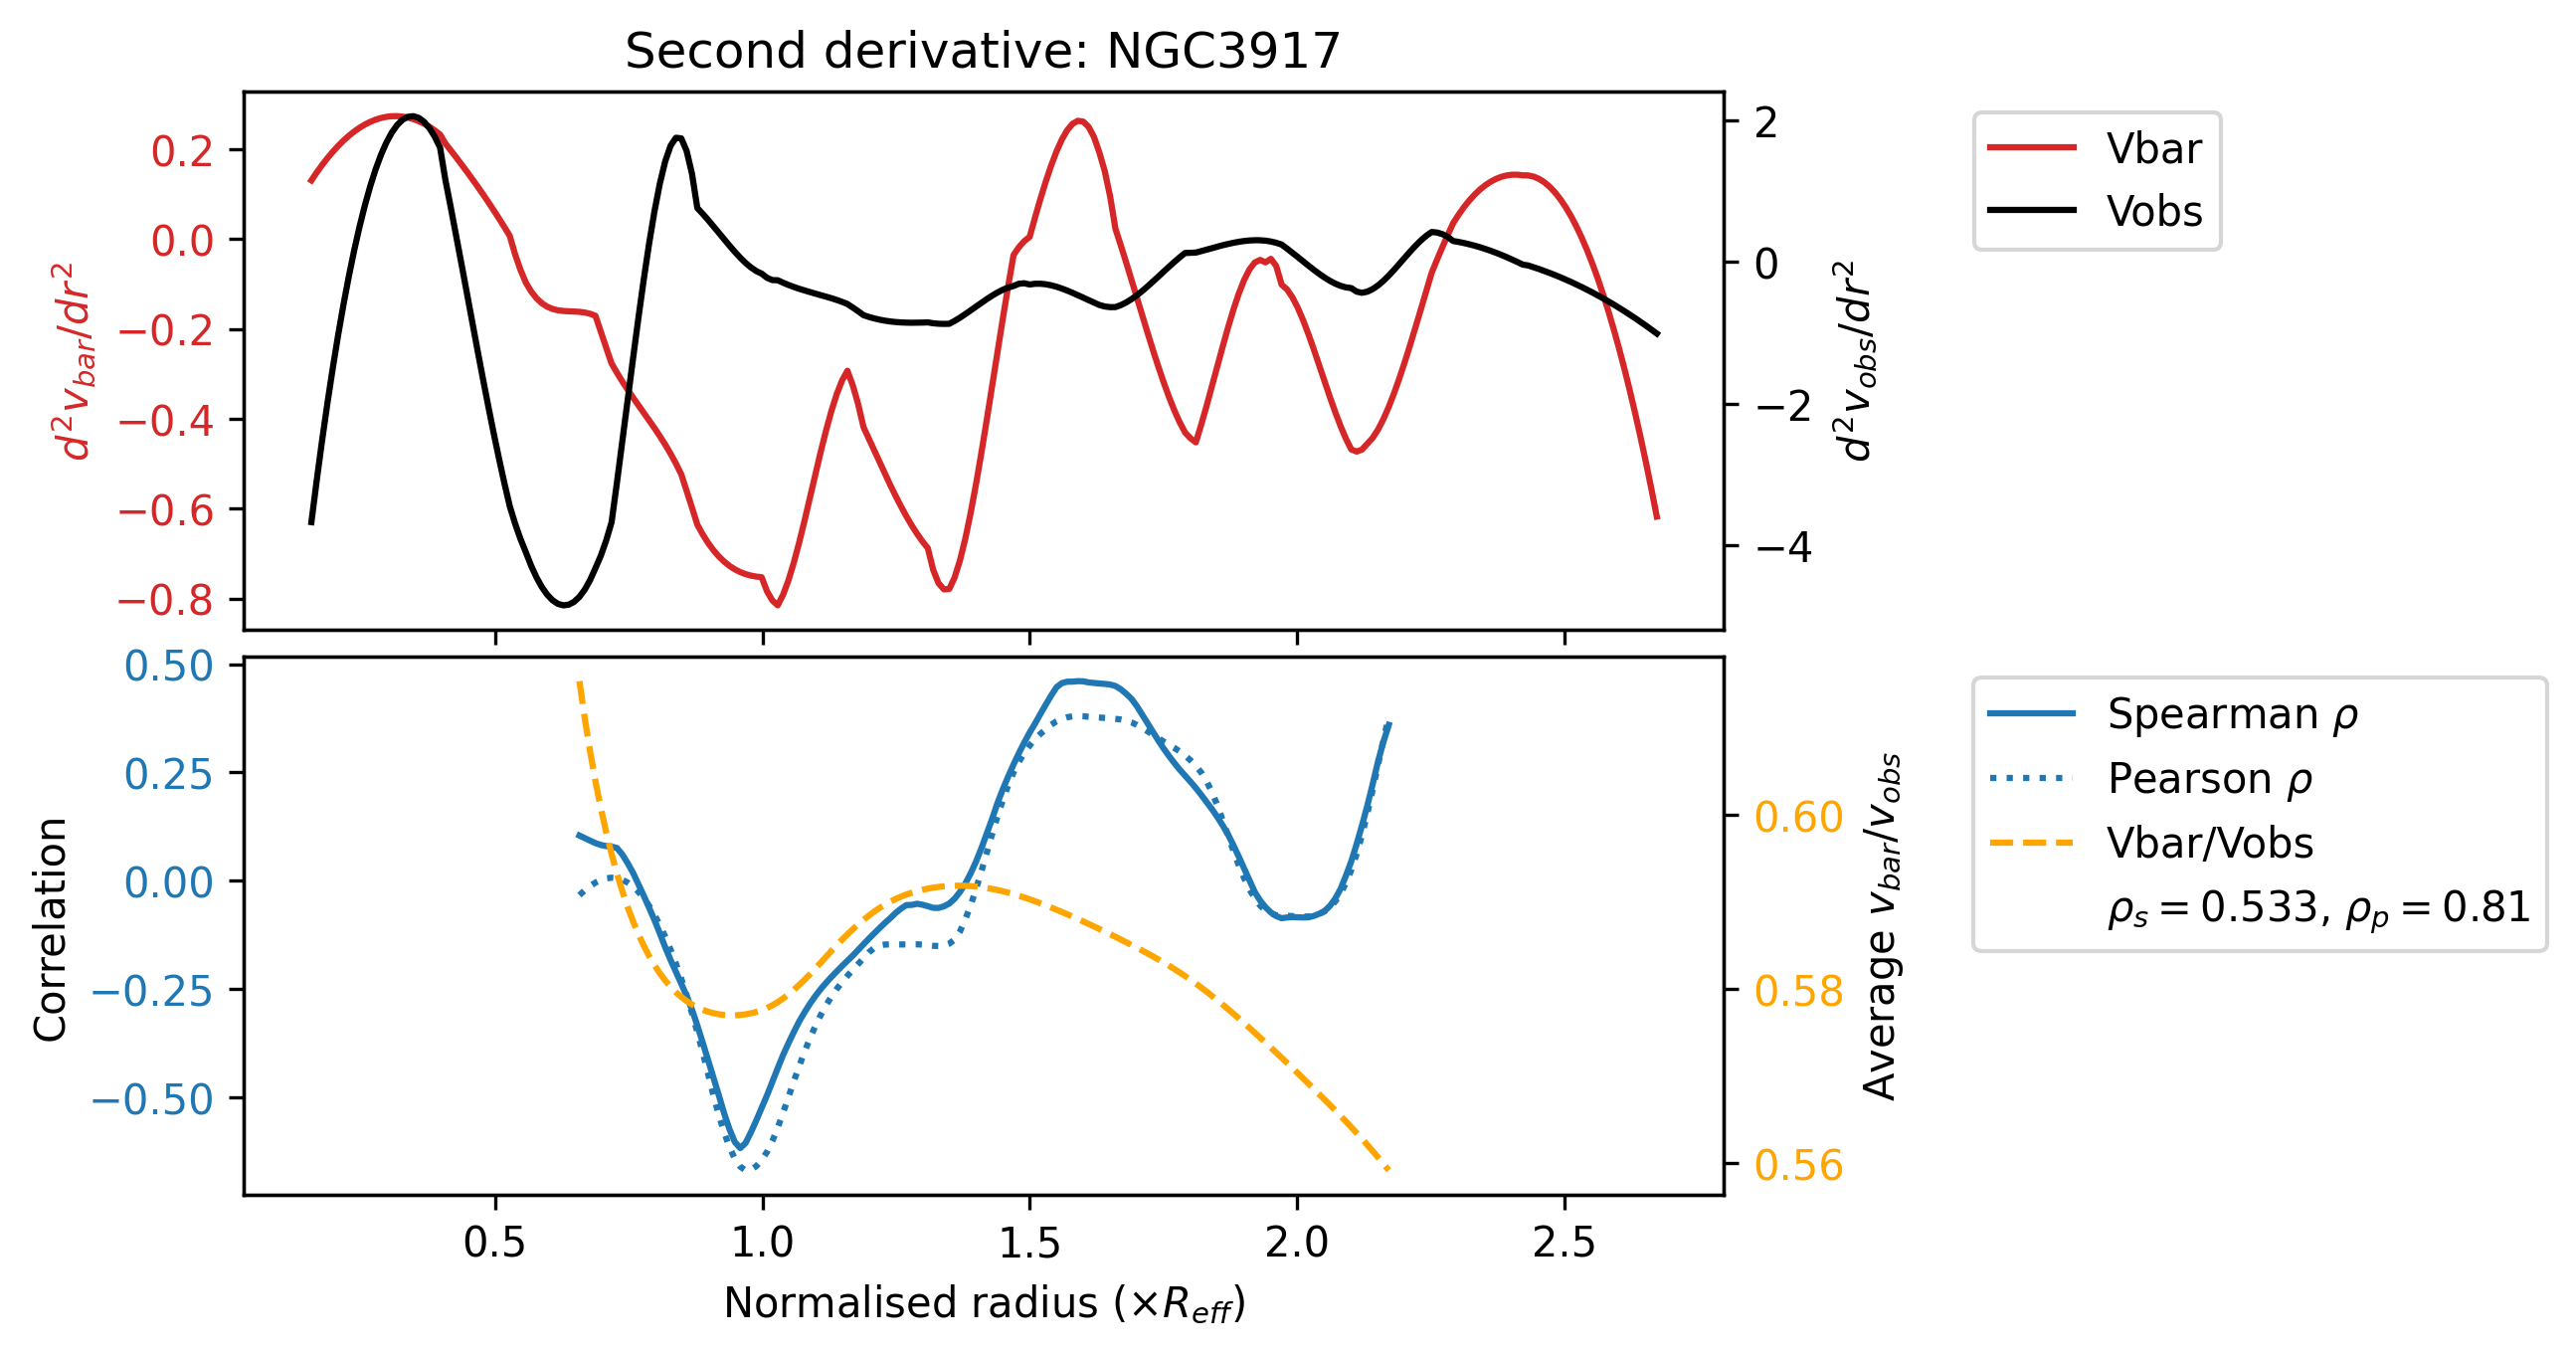 Second derivative: NGC3917
0.2
0.0
−0.2
−0.4
−0.6
−0.8
d²v_bar/dr²
2
0
−2
−4
d²v_obs/dr²
Vbar
Vobs
0.50
0.25
0.00
−0.25
−0.50
Correlation
0.60
0.58
0.56
Average v_bar/v_obs
Spearman ρ
Pearson ρ
Vbar/Vobs
ρ_s = 0.533, ρ_p = 0.81
0.5 1.0 1.5 2.0 2.5
Normalised radius (×R_eff)